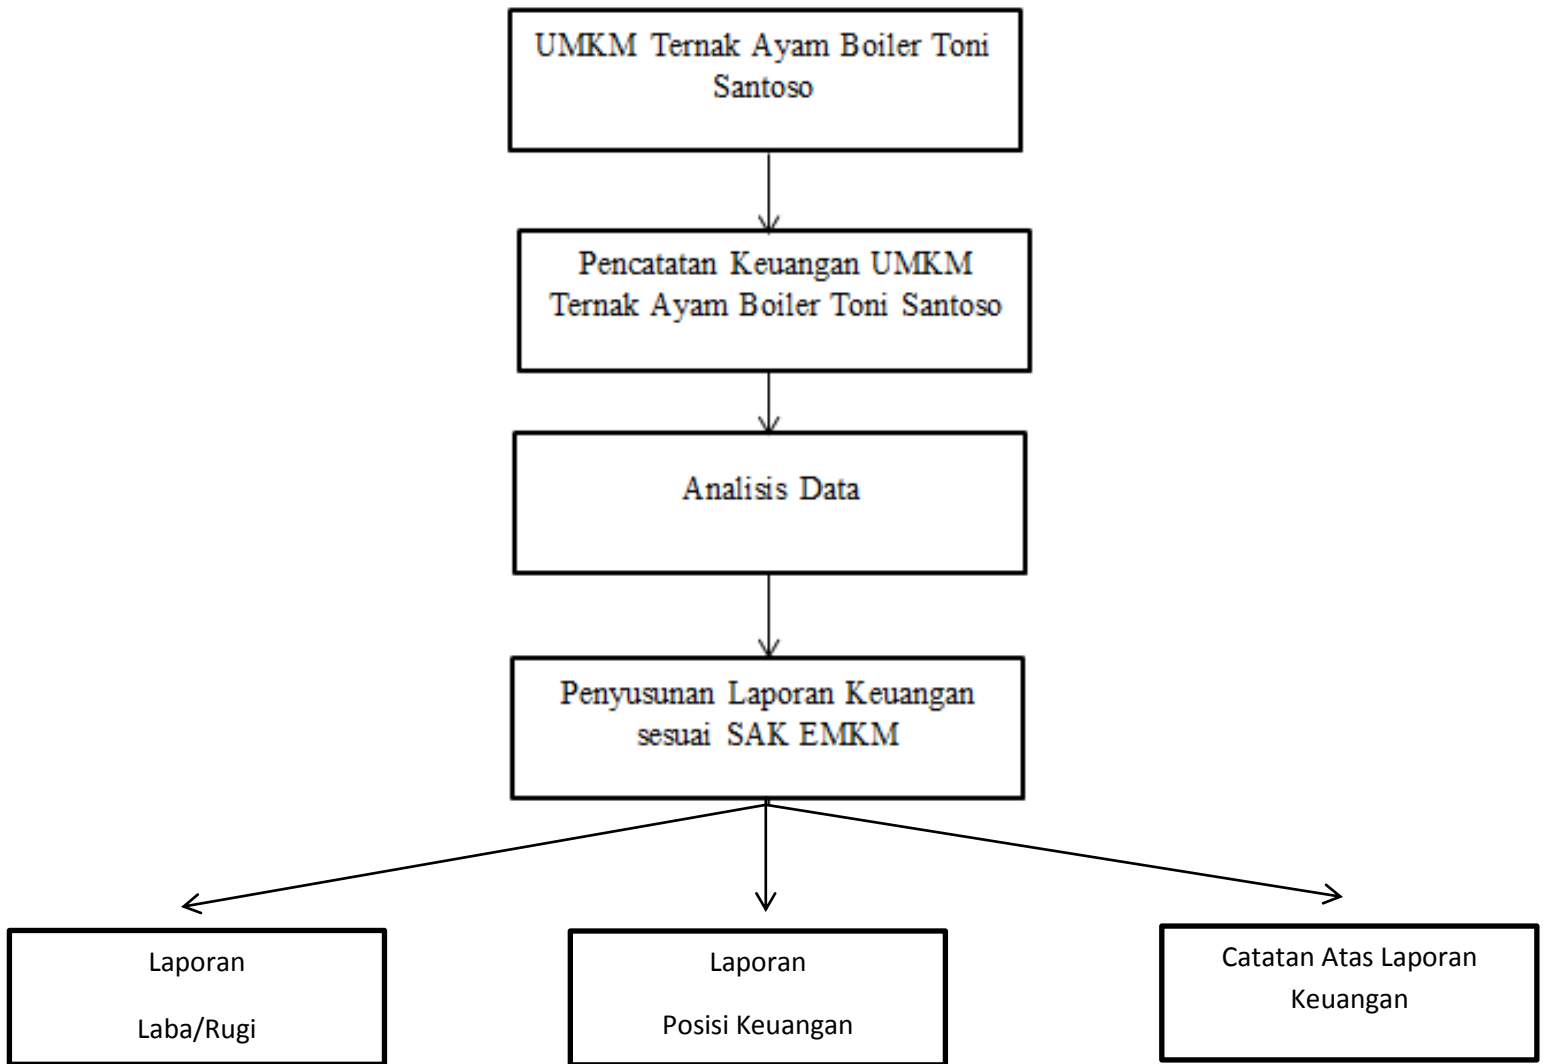 UMKM Ternak Ayam Boiler Toni
Santoso
Pencatatan Keuangan UMKM
Ternak Ayam Boiler Toni Santoso
Analisis Data
Penyusunan Laporan Keuangan
sesuai SAK EMKM
Laporan
Laba/Rugi
Laporan
Posisi Keuangan
Catatan Atas Laporan
Keuangan